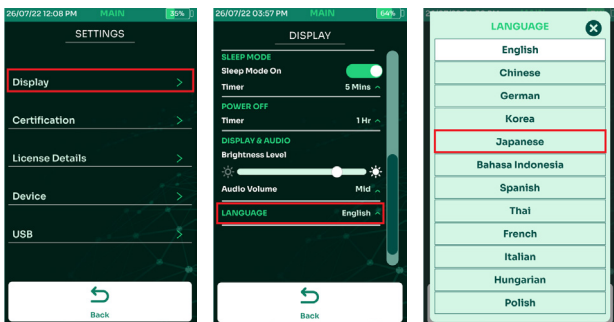 26/07/22 12:08 PM MAIN 35%
SETTINGS
Display
Certification
License Details
Device
USB
Back
26/07/22 03:57 PM MAIN 64%
DISPLAY
SLEEP MODE
Sleep Mode On
Timer 5 Mins
POWER OFF
Timer 1 Hr
DISPLAY & AUDIO
Brightness Level
Audio Volume Mid
LANGUAGE English
Back
LANGUAGE
English
Chinese
German
Korea
Japanese
Bahasa Indonesia
Spanish
Thai
French
Italian
Hungarian
Polish